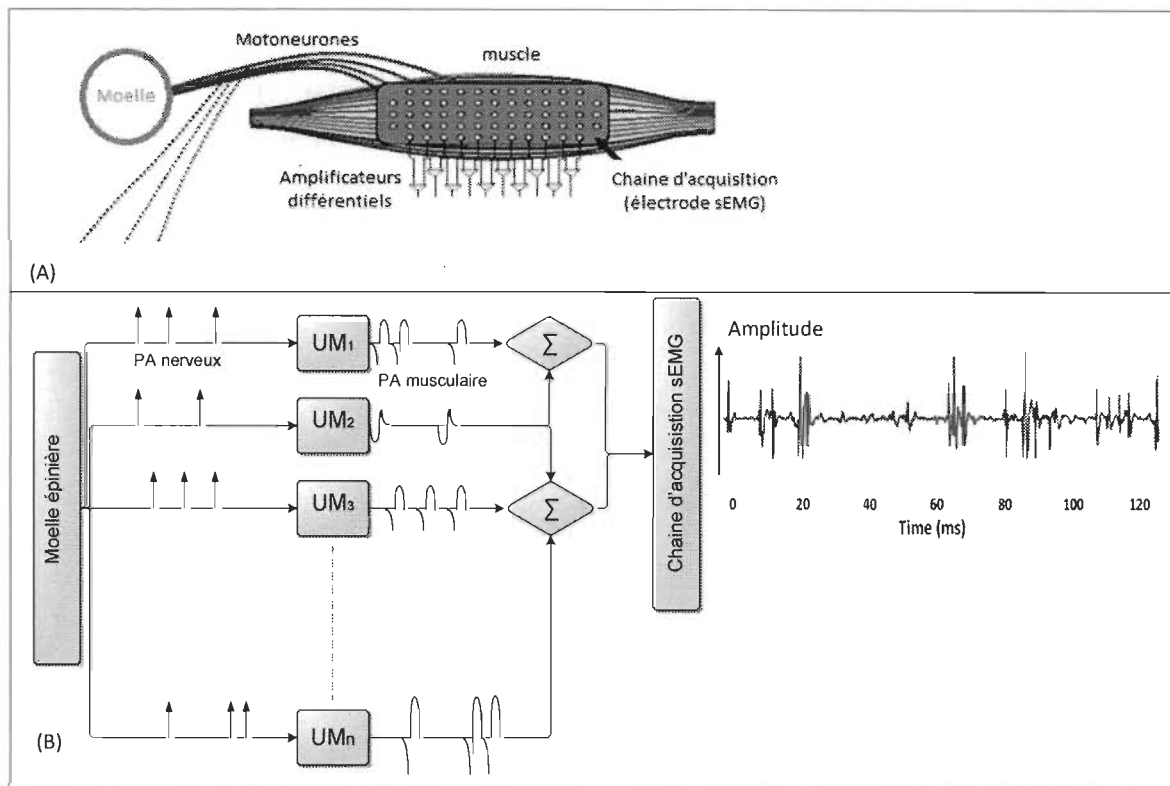 Motoneurones
muscle
Moelle
Amplificateurs
différentiels
Chaine d'acquisition
(électrode sEMG)
(A)
Moelle épinière
PA nerveux
UM1
PA musculaire
Σ
UM2
UM3
Σ
UMn
Chaine d'acquisistion sEMG
Amplitude
0 20 40 60 80 100 120
Time (ms)
(B)